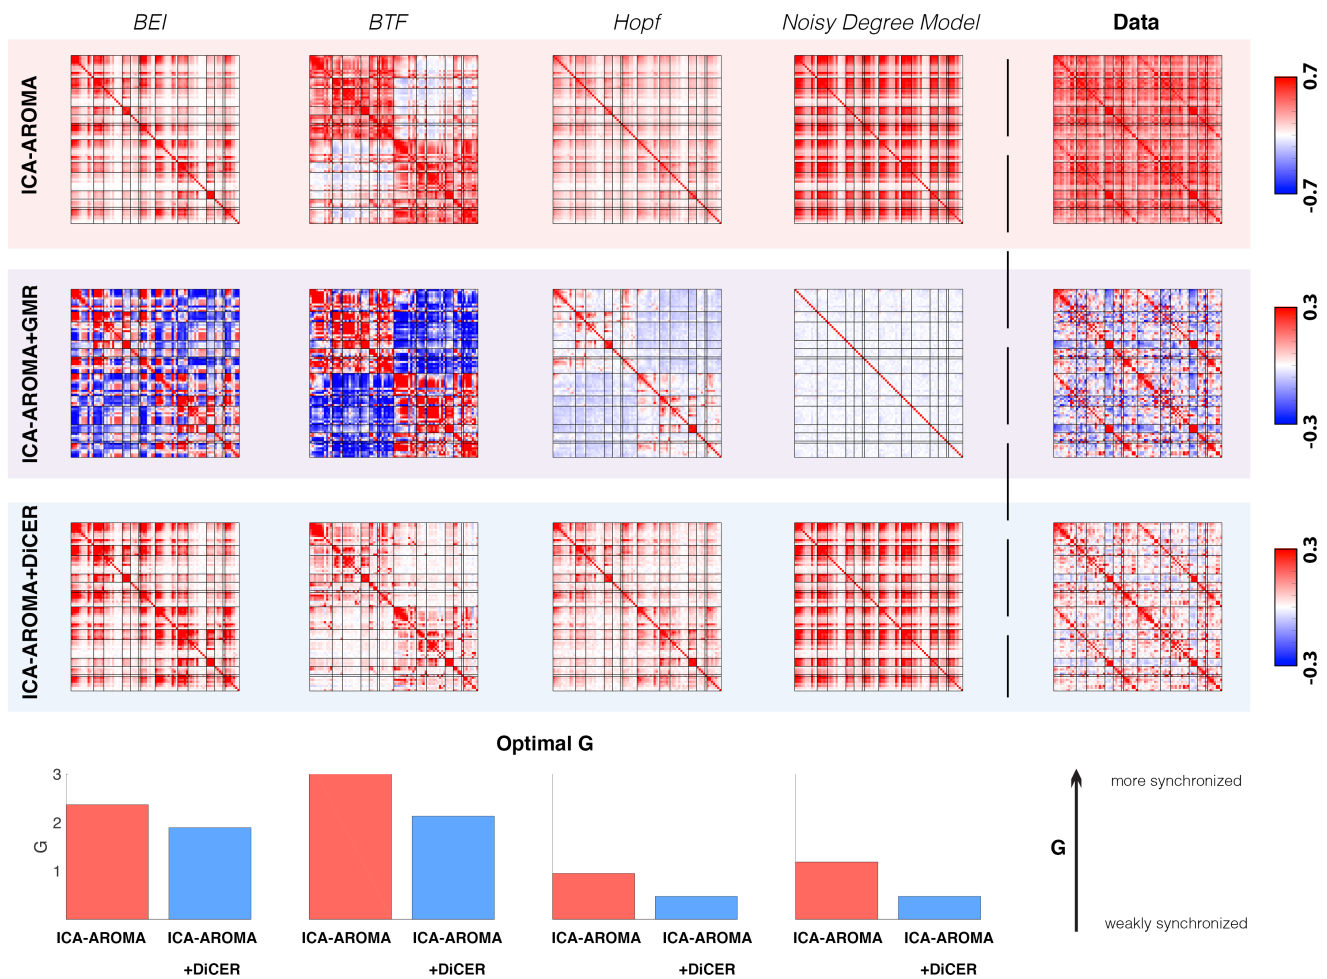 BEI BTF Hopf Noisy Degree Model Data
ICA-AROMA
0.7
-0.7
ICA-AROMA+GMR
0.3
-0.3
ICA-AROMA+DiCER
0.3
-0.3
Optimal G
3
2
1
G
ICA-AROMA ICA-AROMA ICA-AROMA ICA-AROMA ICA-AROMA ICA-AROMA ICA-AROMA ICA-AROMA
+DiCER +DiCER +DiCER +DiCER
more synchronized
G
weakly synchronized